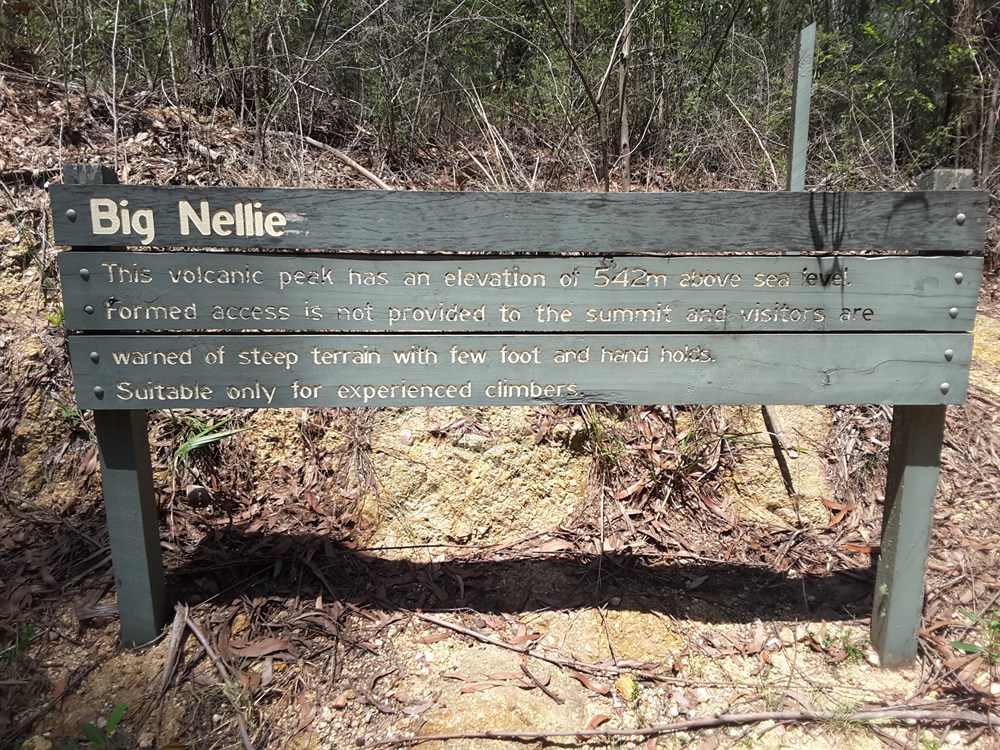 Big Nellie
This volcanic peak has an elevation of 542m above sea level
Formed access is not provided to the summit and visitors are
warned of steep terrain with few foot and hand holds.
Suitable only for experienced climbers.